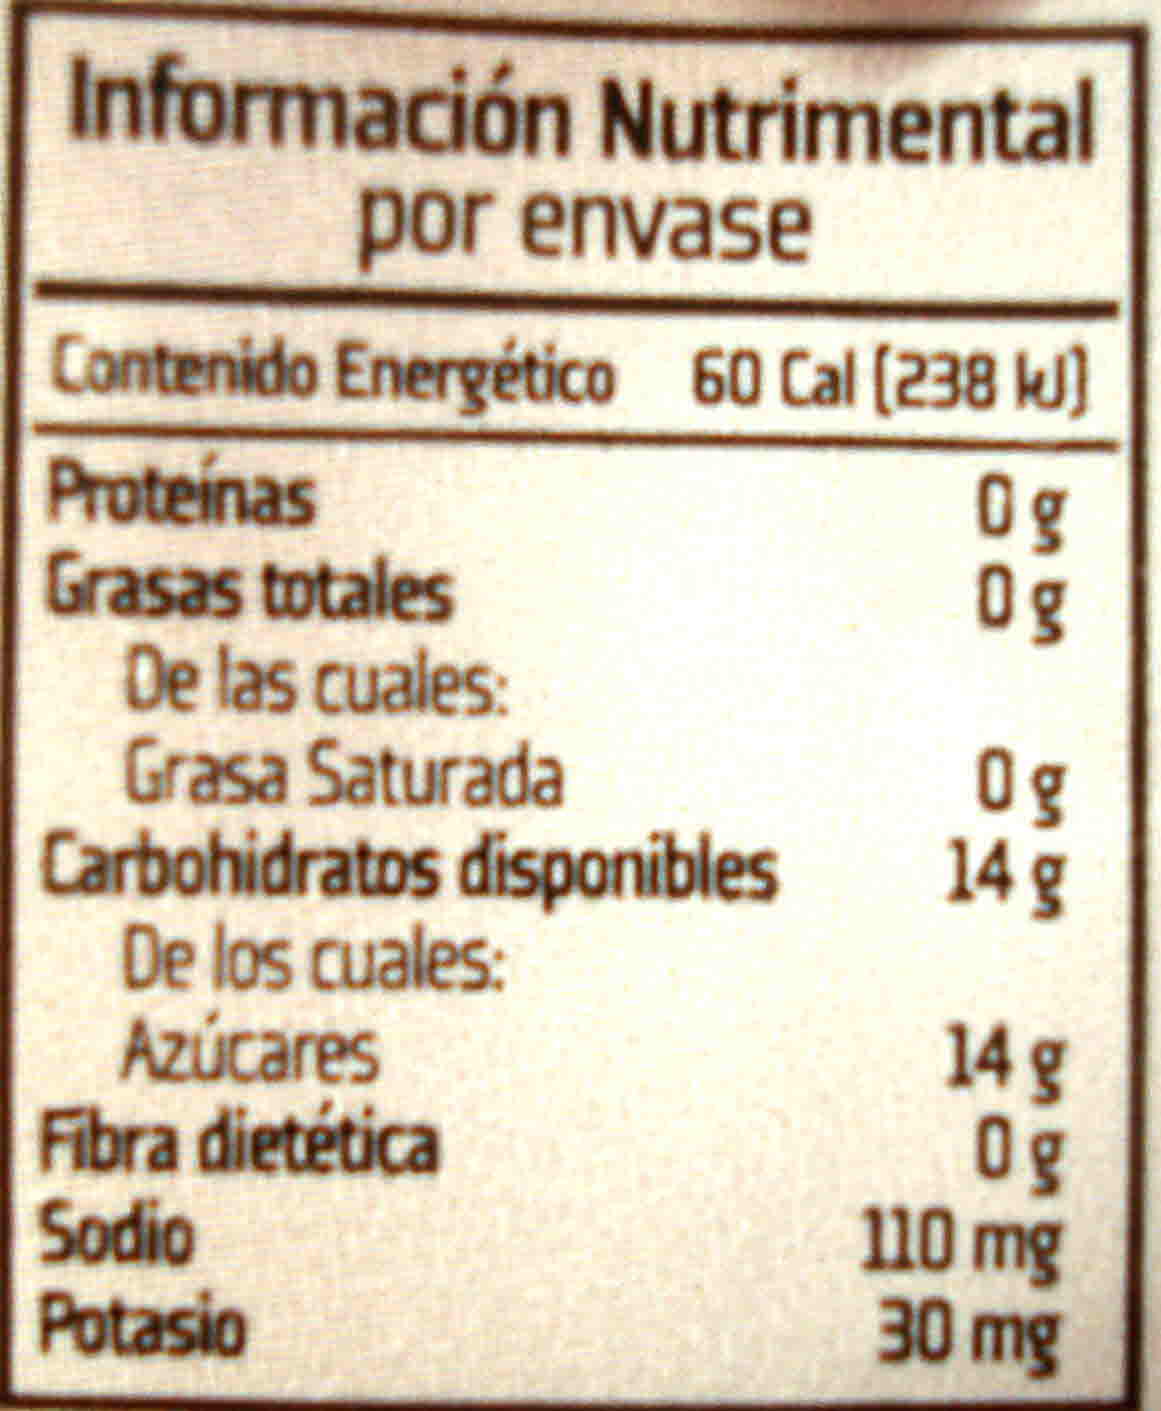 Información Nutrimental
por envase
Contenido Energético 60 Cal (238 kJ)
Proteínas 0 g
Grasas totales 0 g
De las cuales:
Grasa Saturada 0 g
Carbohidratos disponibles 14 g
De los cuales:
Azúcares 14 g
Fibra dietética 0 g
Sodio 110 mg
Potasio 30 mg